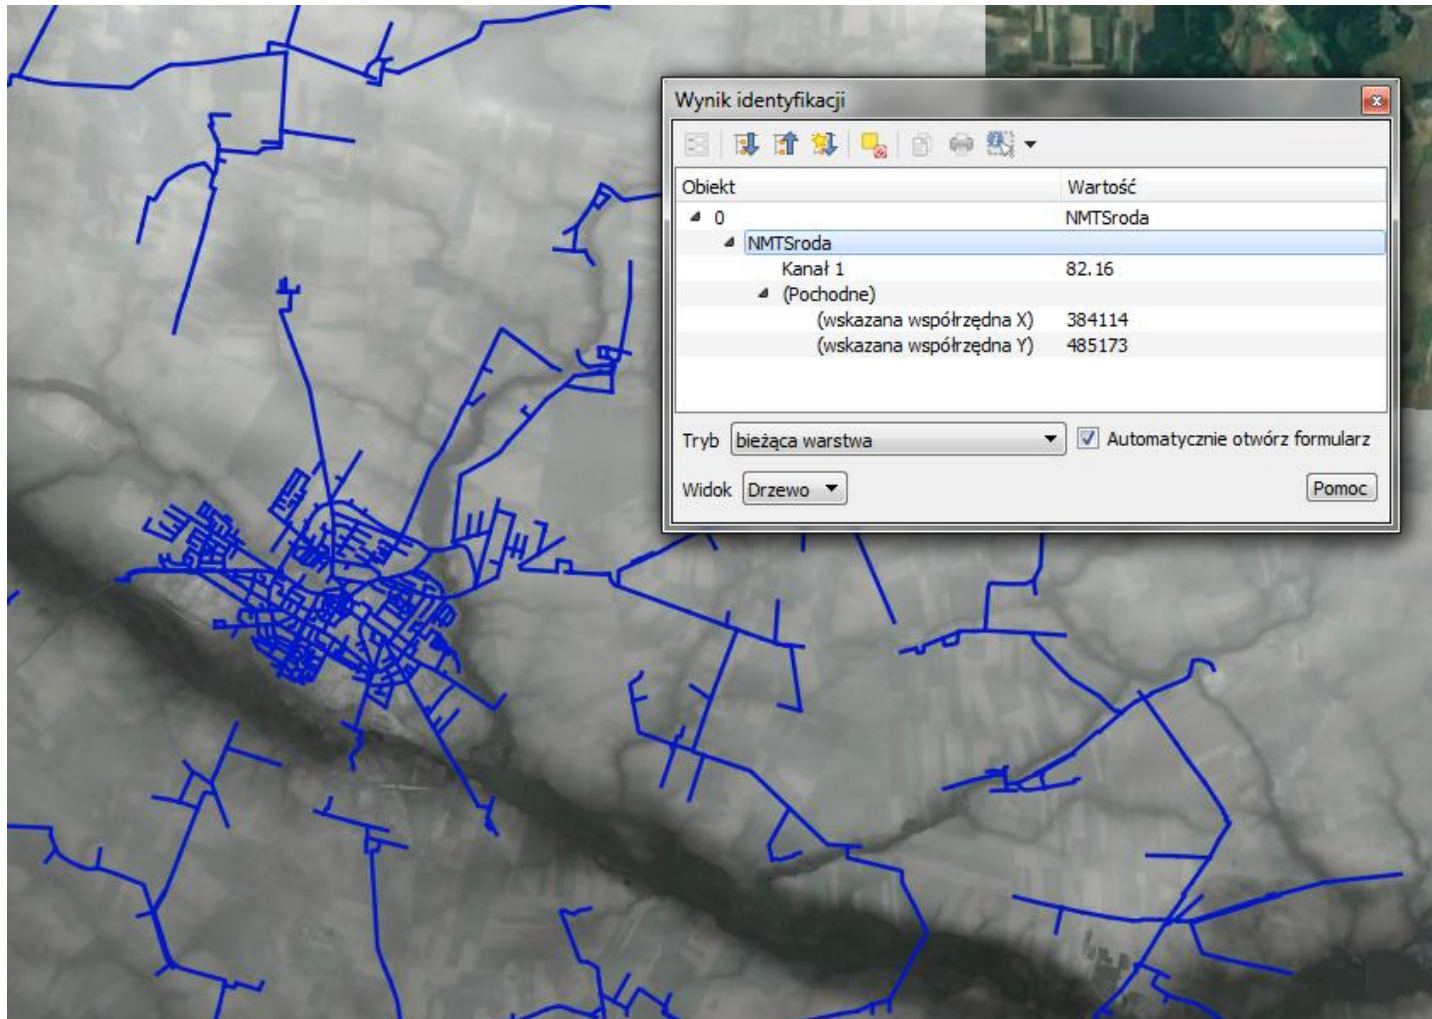 Wynik identyfikacji
Obiekt Wartość
0 NMTSroda
NMTSroda
Kanał 1 82.16
(Pochodne)
(wskazana współrzędna X) 384114
(wskazana współrzędna Y) 485173
Tryb bieżąca warstwa Automatycznie otwórz formularz
Widok Drzewo Pomoc